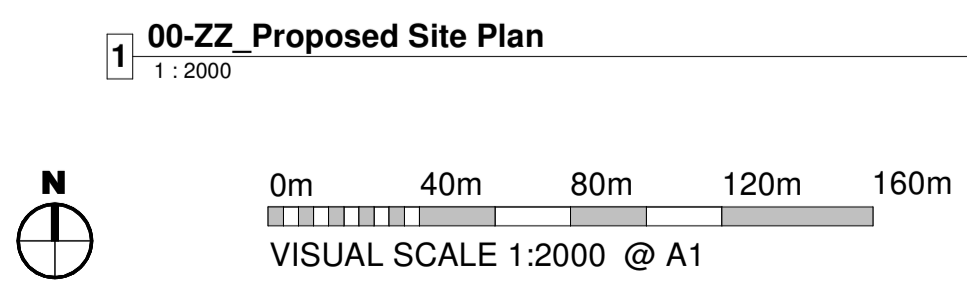 1 00-ZZ_Proposed Site Plan
1 : 2000
N
0m 40m 80m 120m 160m
VISUAL SCALE 1:2000 @ A1